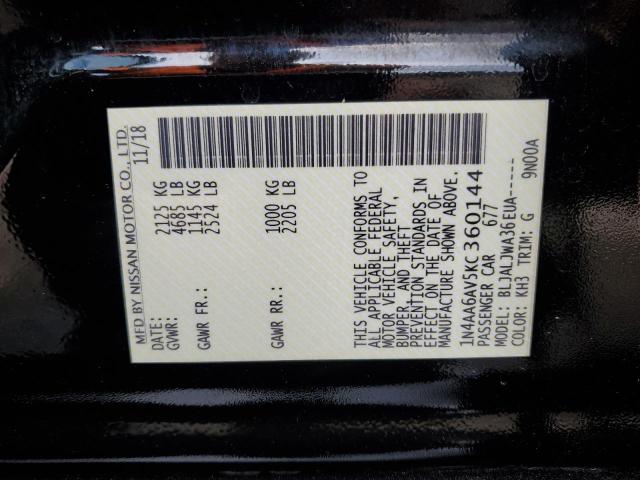 MFD BY NISSAN MOTOR CO., LTD.
DATE: 11/18
GVWR: 2125 KG
4685 LB
GAWR FR: 1145 KG
2524 LB
GAWR RR: 1000 KG
2205 LB
THIS VEHICLE CONFORMS TO
ALL APPLICABLE FEDERAL
MOTOR VEHICLE SAFETY,
BUMPER, AND THEFT
PREVENTION STANDARDS IN
EFFECT ON THE DATE OF
MANUFACTURE SHOWN ABOVE.
1N4AA6AV5KC360144
PASSENGER CAR 677
MODEL: BLJALJWA36EUA-----
COLOR: KH3 TRIM: G 9N00A